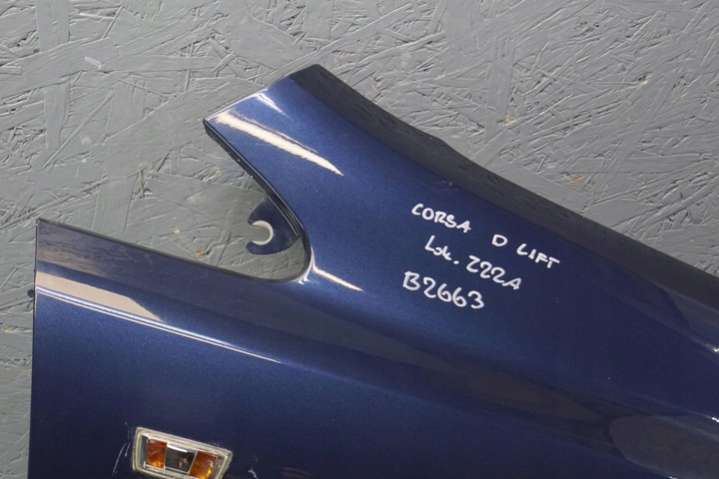 CORSA D LIFT
Lak. Z22A
B2663